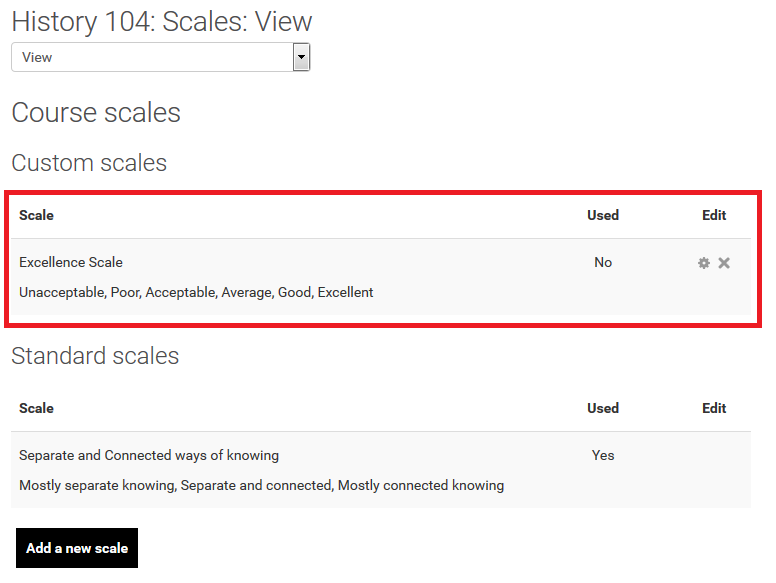 History 104: Scales: View
View
Course scales
Custom scales
Scale Used Edit
Excellence Scale No
Unacceptable, Poor, Acceptable, Average, Good, Excellent
Standard scales
Scale Used Edit
Separate and Connected ways of knowing Yes
Mostly separate knowing, Separate and connected, Mostly connected knowing
Add a new scale